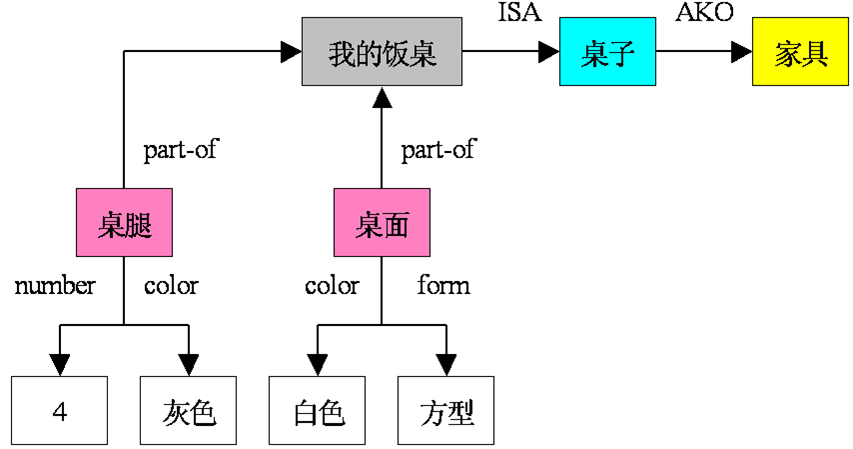 ISA
AKO
我的饭桌
桌子
家具
part-of
part-of
桌腿
桌面
number
color
color
form
4
灰色
白色
方型